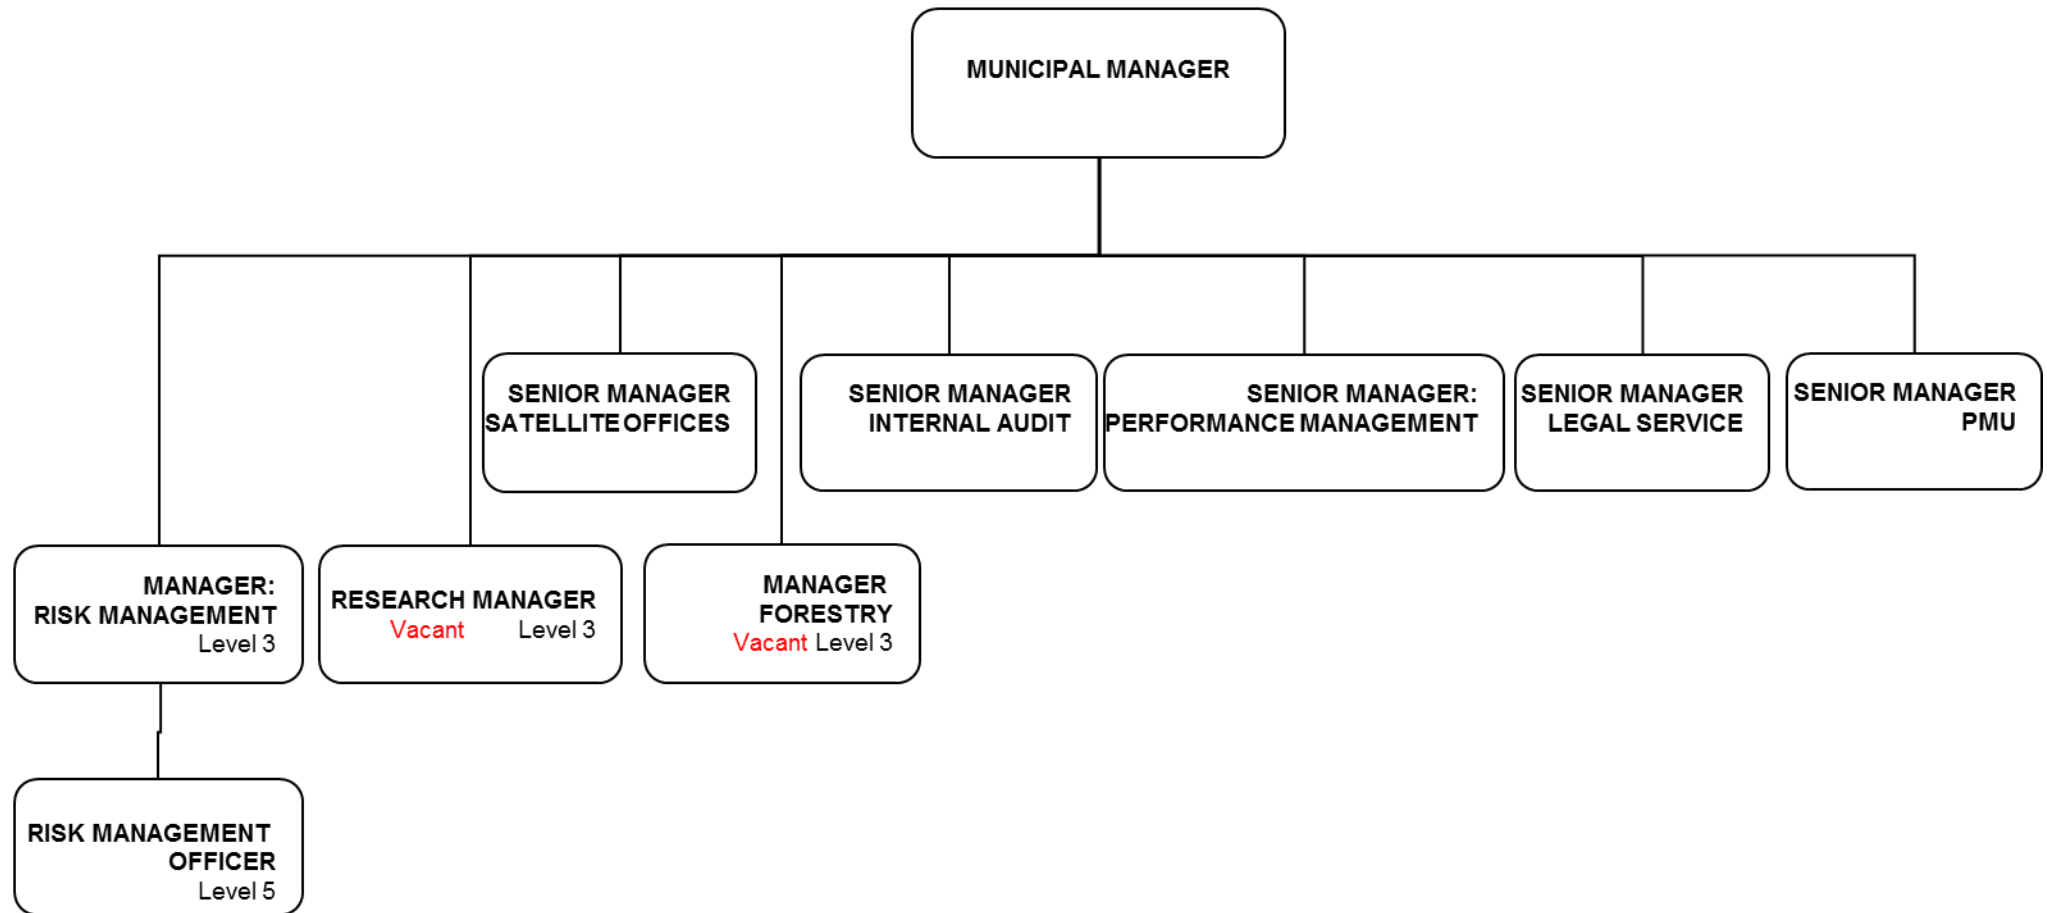 MUNICIPAL MANAGER
SENIOR MANAGER
SATELLITE OFFICES
SENIOR MANAGER
INTERNAL AUDIT
SENIOR MANAGER:
PERFORMANCE MANAGEMENT
SENIOR MANAGER
LEGAL SERVICE
SENIOR MANAGER
PMU
MANAGER:
RISK MANAGEMENT
Level 3
RESEARCH MANAGER
Vacant Level 3
MANAGER
FORESTRY
Vacant Level 3
RISK MANAGEMENT
OFFICER
Level 5